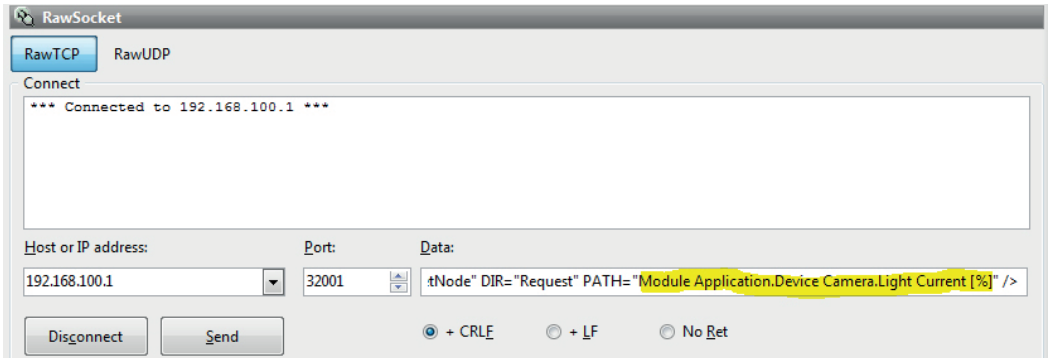 RawSocket
RawTCP RawUDP
Connect
*** Connected to 192.168.100.1 ***
Host or IP address: Port: Data:
192.168.100.1 32001 :tNode" DIR="Request" PATH="Module Application.Device Camera.Light Current [%]" />
Disconnect Send + CRLF + LF No Ret